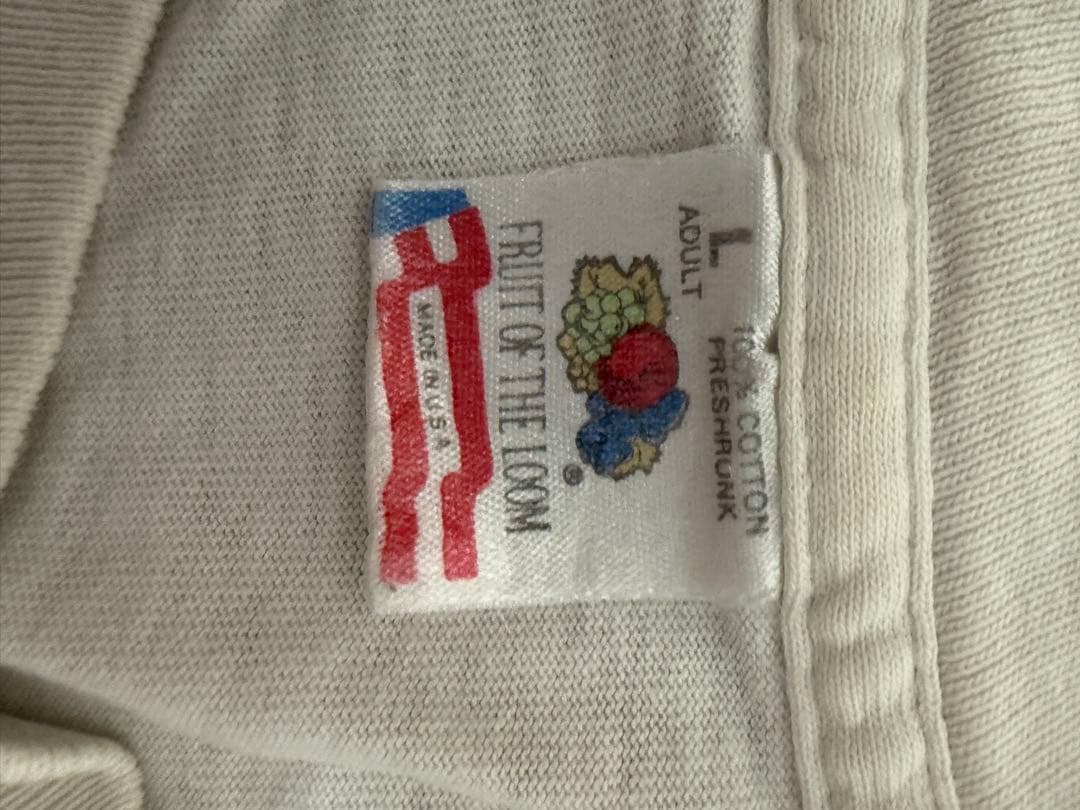 100% COTTON
PRESHRUNK
L
ADULT
®
FRUIT OF THE LOOM
MADE IN U.S.A